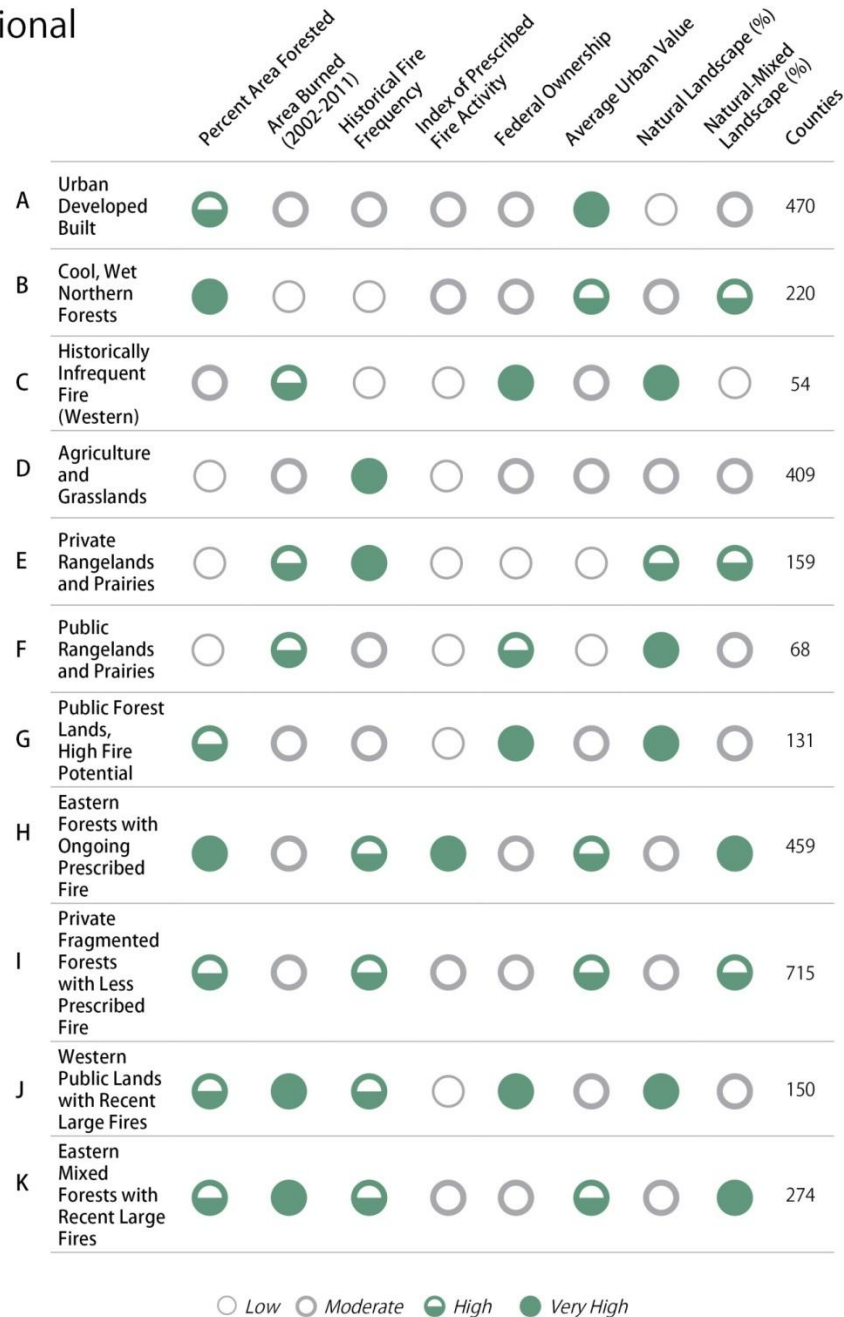 ional
Percent Area Forested
Area Burned
(2002-2011)
Historical Fire
Frequency
Index of Prescribed
Fire Activity
Federal Ownership
Average Urban Value
Natural Landscape (%)
Natural-Mixed
Landscape (%)
Counties
A
Urban
Developed
Built
470
B
Cool, Wet
Northern
Forests
220
C
Historically
Infrequent
Fire
(Western)
54
D
Agriculture
and
Grasslands
409
E
Private
Rangelands
and Prairies
159
F
Public
Rangelands
and Prairies
68
G
Public Forest
Lands,
High Fire
Potential
131
H
Eastern
Forests with
Ongoing
Prescribed
Fire
459
I
Private
Fragmented
Forests
with Less
Prescribed
Fire
715
J
Western
Public Lands
with Recent
Large Fires
150
K
Eastern
Mixed
Forests with
Recent Large
Fires
274
Low Moderate High Very High